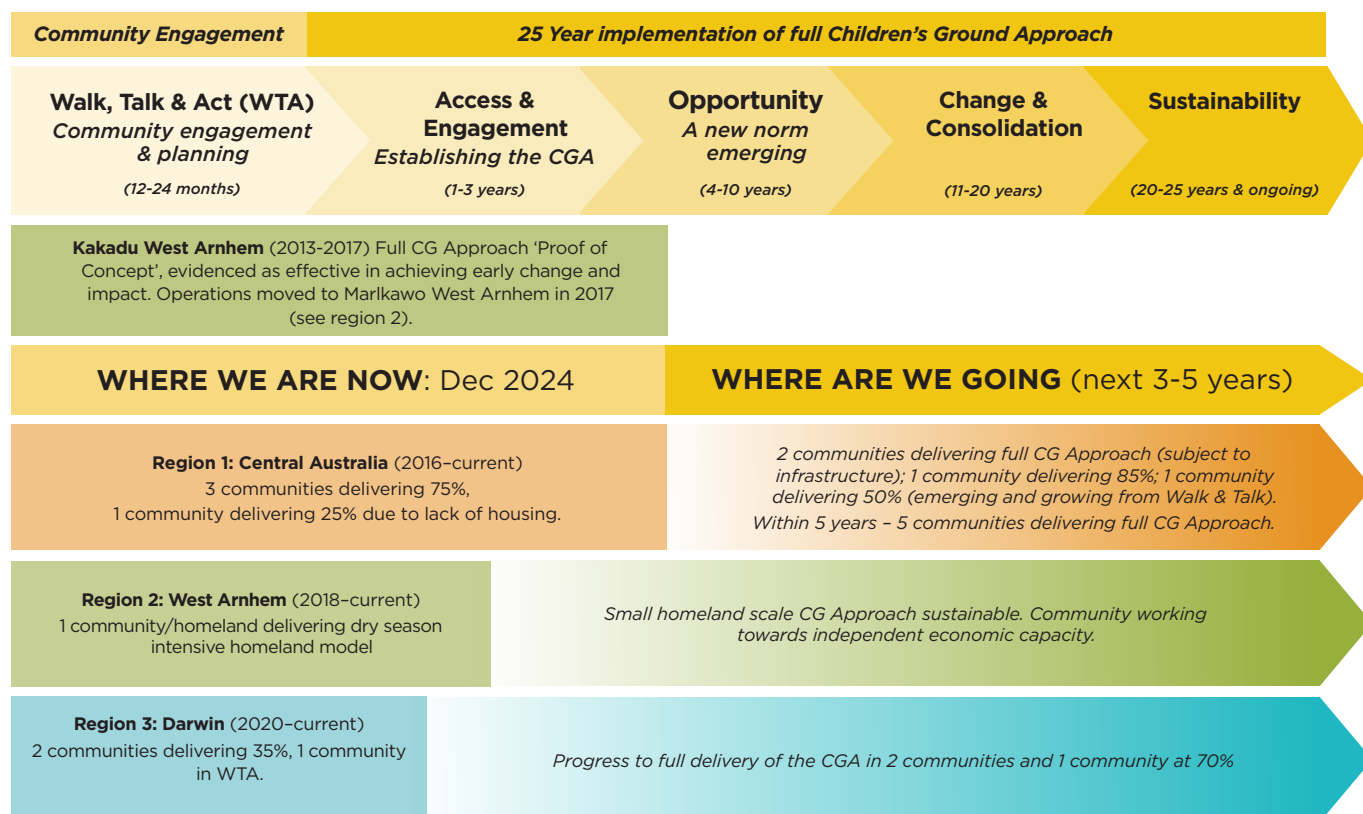 Community Engagement
25 Year implementation of full Children's Ground Approach
Walk, Talk & Act (WTA)
Community engagement
& planning
(12-24 months)
Access &
Engagement
Establishing the CGA
(1-3 years)
Opportunity
A new norm
emerging
(4-10 years)
Change &
Consolidation
(11-20 years)
Sustainability
(20-25 years & ongoing)
Kakadu West Arnhem (2013-2017) Full CG Approach ‘Proof of
Concept’, evidenced as effective in achieving early change and
impact. Operations moved to Marlkawo West Arnhem in 2017
(see region 2).
WHERE WE ARE NOW: Dec 2024
WHERE ARE WE GOING (next 3-5 years)
Region 1: Central Australia (2016–current)
3 communities delivering 75%,
1 community delivering 25% due to lack of housing.
2 communities delivering full CG Approach (subject to
infrastructure); 1 community delivering 85%; 1 community
delivering 50% (emerging and growing from Walk & Talk).
Within 5 years – 5 communities delivering full CG Approach.
Region 2: West Arnhem (2018–current)
1 community/homeland delivering dry season
intensive homeland model
Small homeland scale CG Approach sustainable. Community working
towards independent economic capacity.
Region 3: Darwin (2020–current)
2 communities delivering 35%, 1 community
in WTA.
Progress to full delivery of the CGA in 2 communities and 1 community at 70%